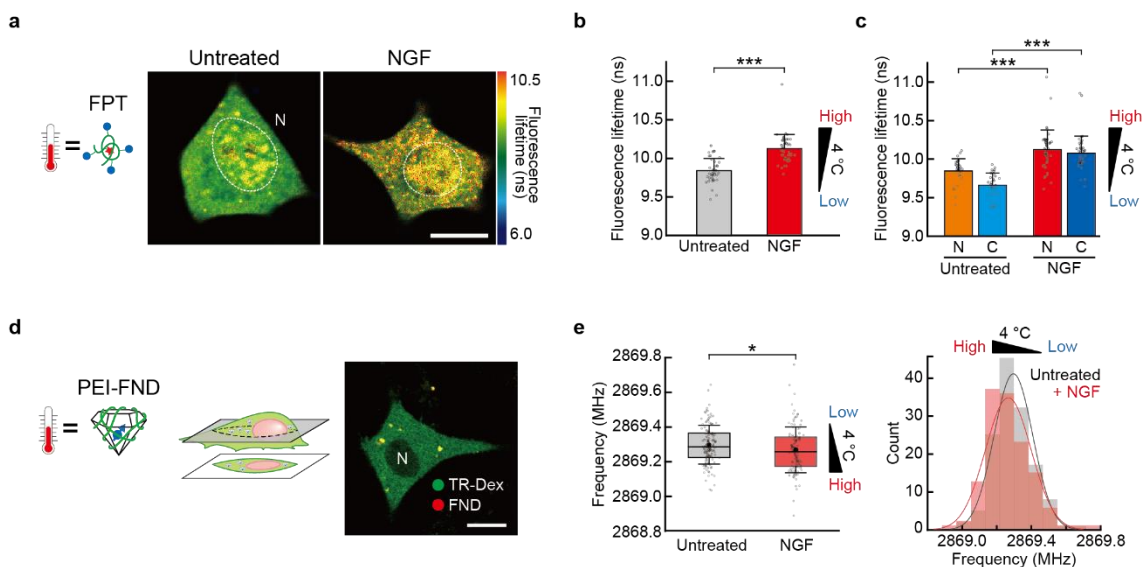 a
Untreated
NGF
FPT
N
10.5
Fluorescence
lifetime (ns)
6.0
b
***
Fluorescence lifetime (ns)
11.0
10.5
10.0
9.5
9.0
Untreated
NGF
High
4 °C
Low
c
***
***
Fluorescence lifetime (ns)
11.0
10.5
10.0
9.5
9.0
N C N C
Untreated NGF
High
4 °C
Low
d
PEI-FND
N
TR-Dex
FND
e
*
Frequency (MHz)
2869.8
2869.6
2869.4
2869.2
2869.0
2868.8
Untreated
NGF
Low
4 °C
High
4 °C
High Low
Untreated
+ NGF
Count
40
30
20
10
0
2869.0 2869.4 2869.8
Frequency (MHz)